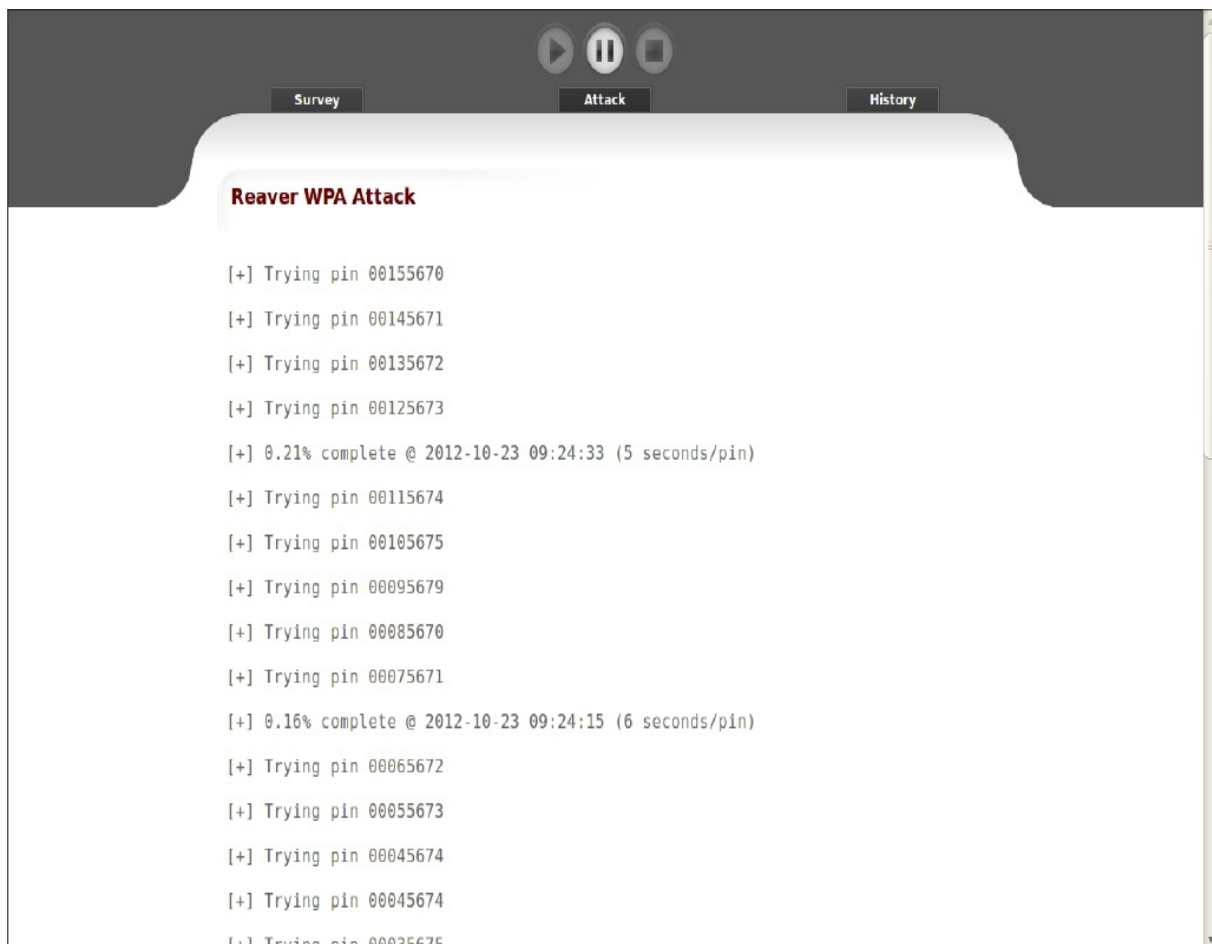 Survey
Attack
History
Reaver WPA Attack
[+] Trying pin 00155670
[+] Trying pin 00145671
[+] Trying pin 00135672
[+] Trying pin 00125673
[+] 0.21% complete @ 2012-10-23 09:24:33 (5 seconds/pin)
[+] Trying pin 00115674
[+] Trying pin 00105675
[+] Trying pin 00095679
[+] Trying pin 00085670
[+] Trying pin 00075671
[+] 0.16% complete @ 2012-10-23 09:24:15 (6 seconds/pin)
[+] Trying pin 00065672
[+] Trying pin 00055673
[+] Trying pin 00045674
[+] Trying pin 00045674
[+] Trying pin 00035675